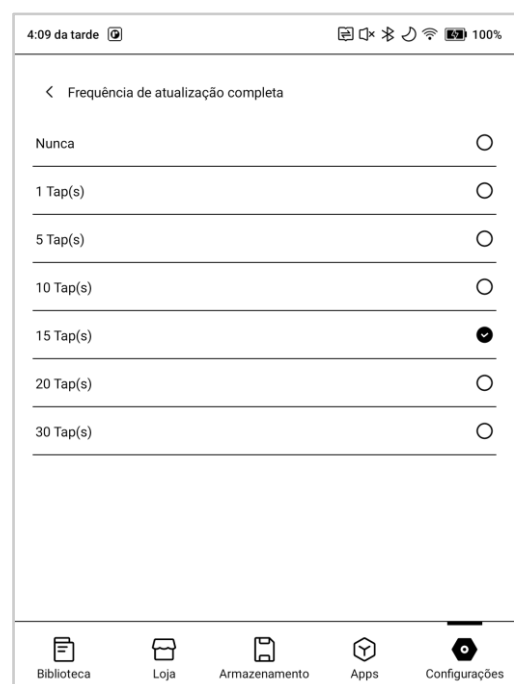 4:09 da tarde
100%
Frequência de atualização completa
Nunca
1 Tap(s)
5 Tap(s)
10 Tap(s)
15 Tap(s)
20 Tap(s)
30 Tap(s)
Biblioteca Loja Armazenamento Apps Configurações